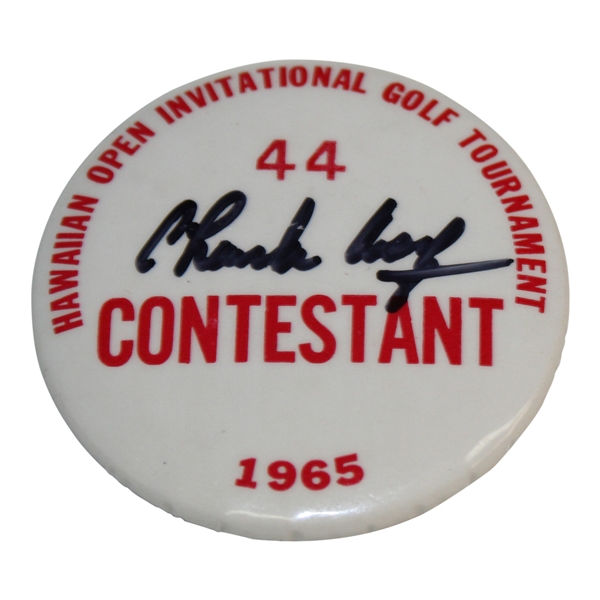 HAWAIIAN OPEN INVITATIONAL GOLF TOURNAMENT
44
CONTESTANT
1965